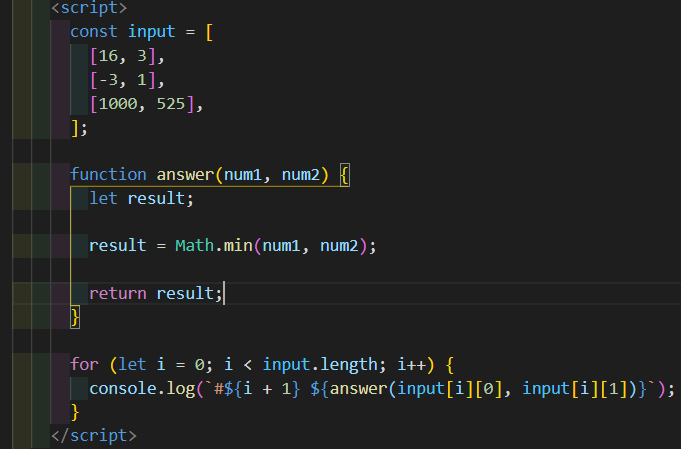 <script>
const input = [
[16, 3],
[-3, 1],
[1000, 525],
];
function answer(num1, num2) {
let result;
result = Math.min(num1, num2);
return result;
}
for (let i = 0; i < input.length; i++) {
console.log(`#${i + 1} ${answer(input[i][0], input[i][1])}`);
}
</script>